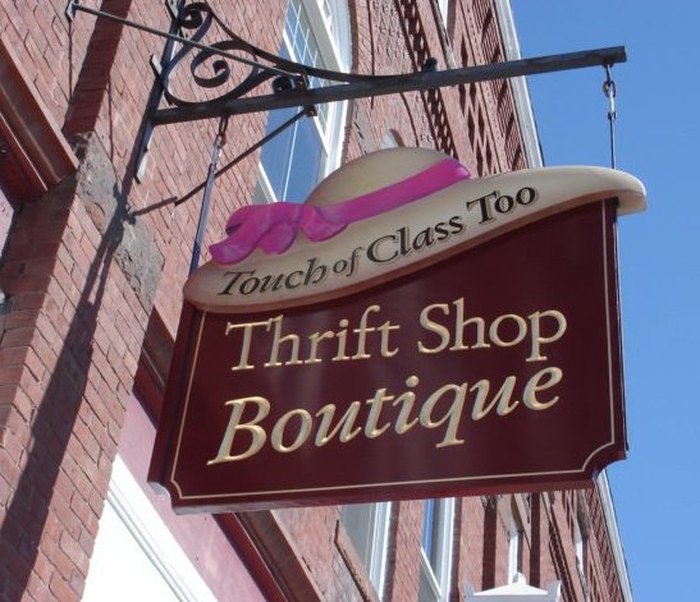 Touch of Class Too
Thrift Shop
Boutique